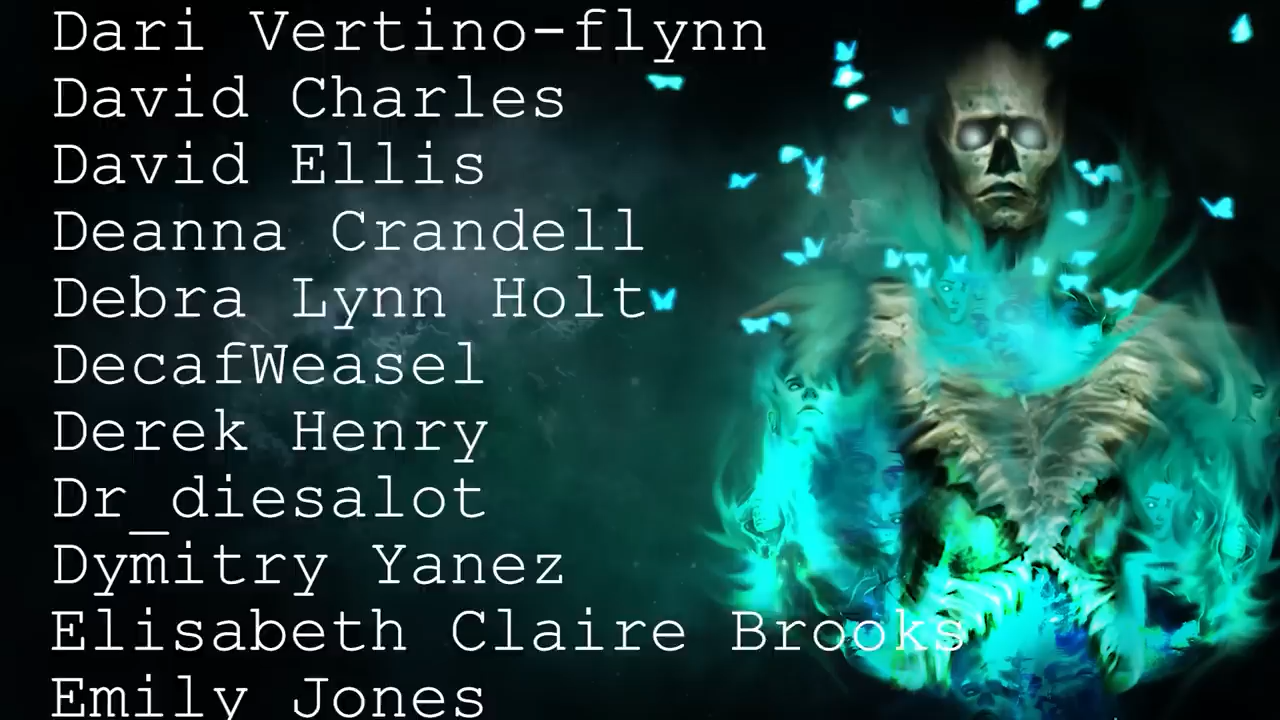 Dari Vertino-flynn
David Charles
David Ellis
Deanna Crandell
Debra Lynn Holt
DecafWeasel
Derek Henry
Dr_diesalot
Dymitry Yanez
Elisabeth Claire Brooks
Emily Jones